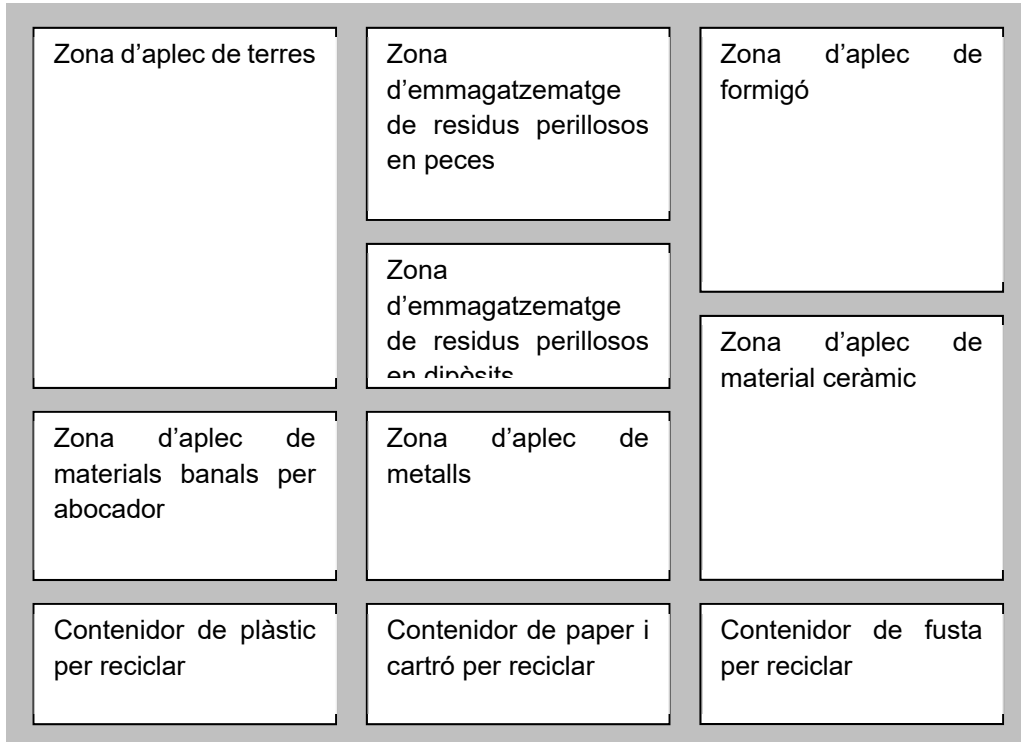 Zona d’aplec de terres
Zona
d’emmagatzematge
de residus perillosos
en peces
Zona d’aplec de
formigó
Zona
d’emmagatzematge
de residus perillosos
en dipòsits
Zona d’aplec de
material ceràmic
Zona d’aplec de
materials banals per
abocador
Zona d’aplec de
metalls
Contenidor de plàstic
per reciclar
Contenidor de paper i
cartró per reciclar
Contenidor de fusta
per reciclar